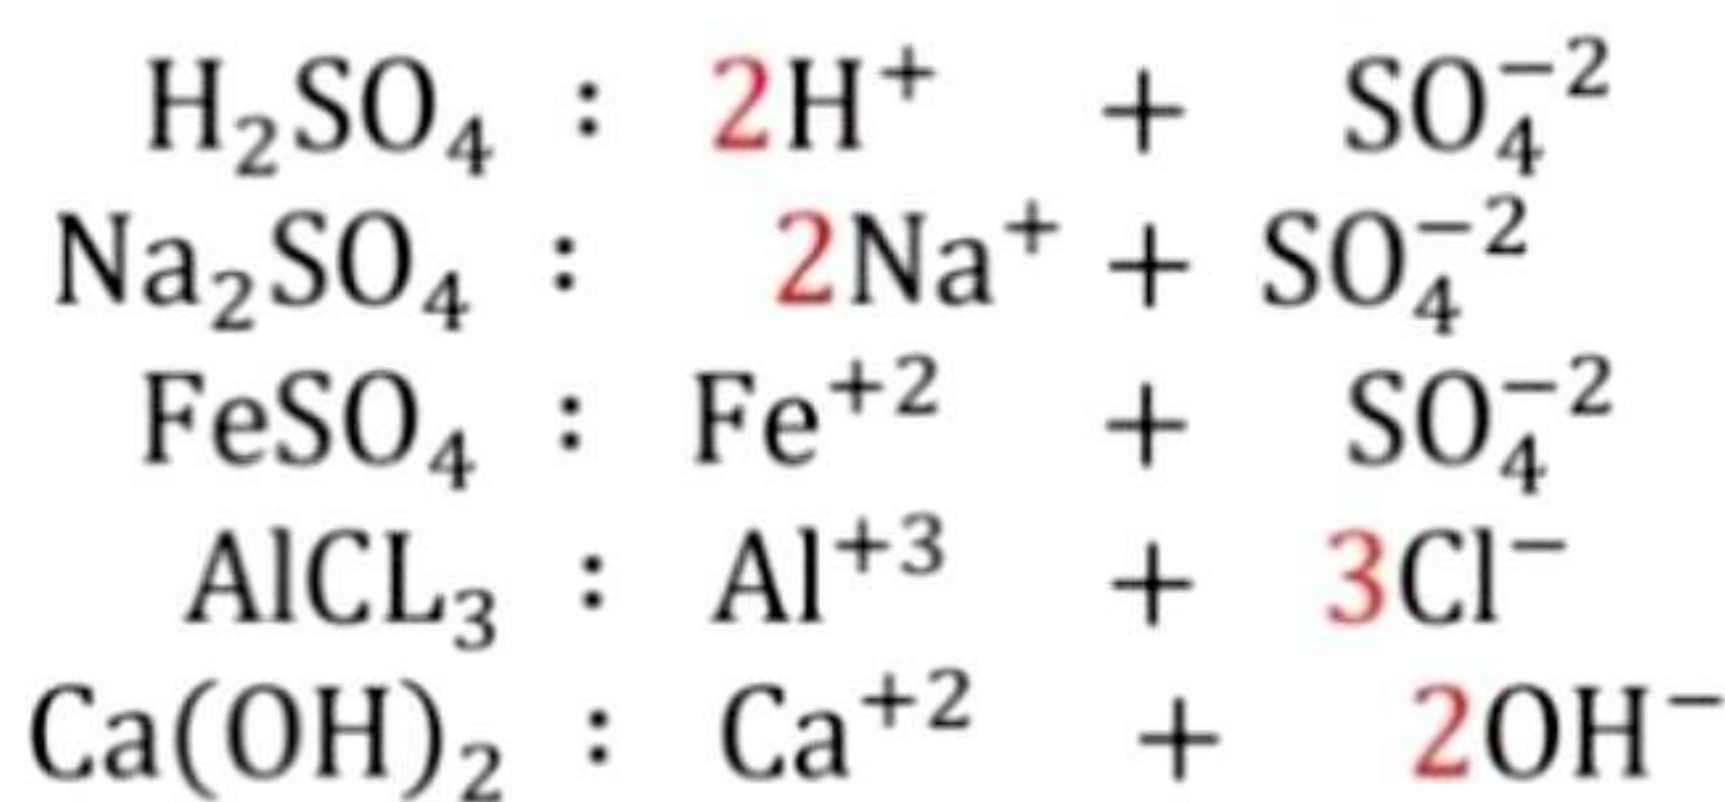 H₂SO₄ : 2H⁺ + SO₄⁻²
Na₂SO₄ : 2Na⁺ + SO₄⁻²
FeSO₄ : Fe⁺² + SO₄⁻²
AlCL₃ : Al⁺³ + 3Cl⁻
Ca(OH)₂ : Ca⁺² + 2OH⁻